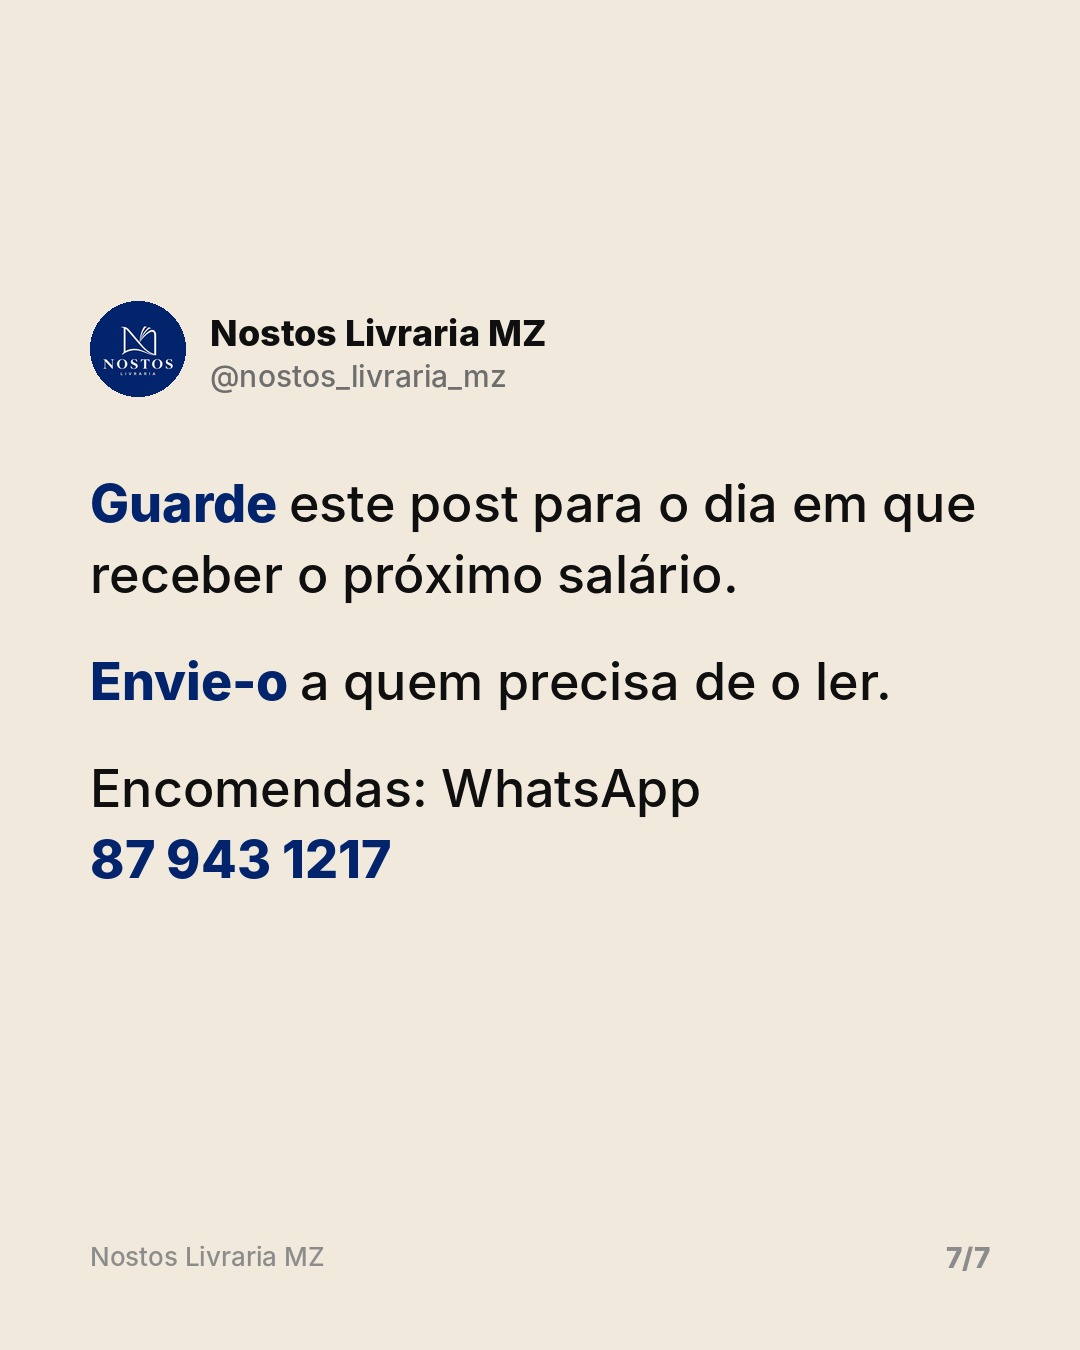 NOSTOS
LIVRARIA
Nostos Livraria MZ
@nostos_livraria_mz
Guarde este post para o dia em que
receber o próximo salário.
Envie-o a quem precisa de o ler.
Encomendas: WhatsApp
87 943 1217
Nostos Livraria MZ
7/7